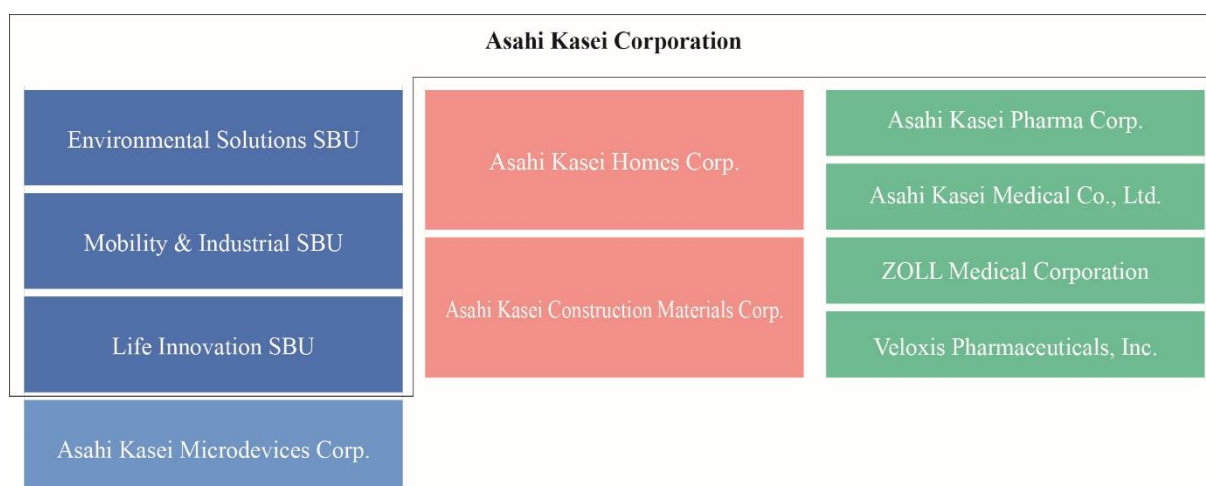 Asahi Kasei Corporation
Environmental Solutions SBU
Mobility & Industrial SBU
Life Innovation SBU
Asahi Kasei Microdevices Corp.
Asahi Kasei Homes Corp.
Asahi Kasei Construction Materials Corp.
Asahi Kasei Pharma Corp.
Asahi Kasei Medical Co., Ltd.
ZOLL Medical Corporation
Veloxis Pharmaceuticals, Inc.